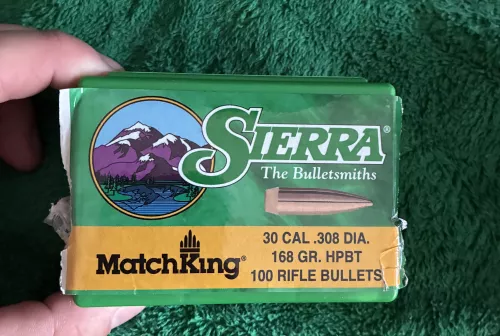 SIERRA®
The Bulletsmiths
MatchKing®
30 CAL .308 DIA.
168 GR. HPBT
100 RIFLE BULLETS